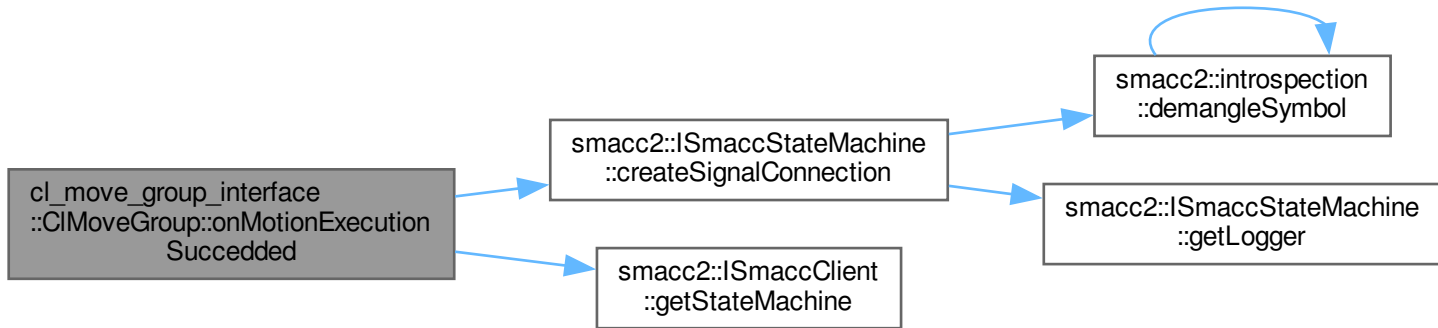 cl_move_group_interface
::ClMoveGroup::onMotionExecution
Succedded
smacc2::ISmaccStateMachine
::createSignalConnection
smacc2::introspection
::demangleSymbol
smacc2::ISmaccStateMachine
::getLogger
smacc2::ISmaccClient
::getStateMachine